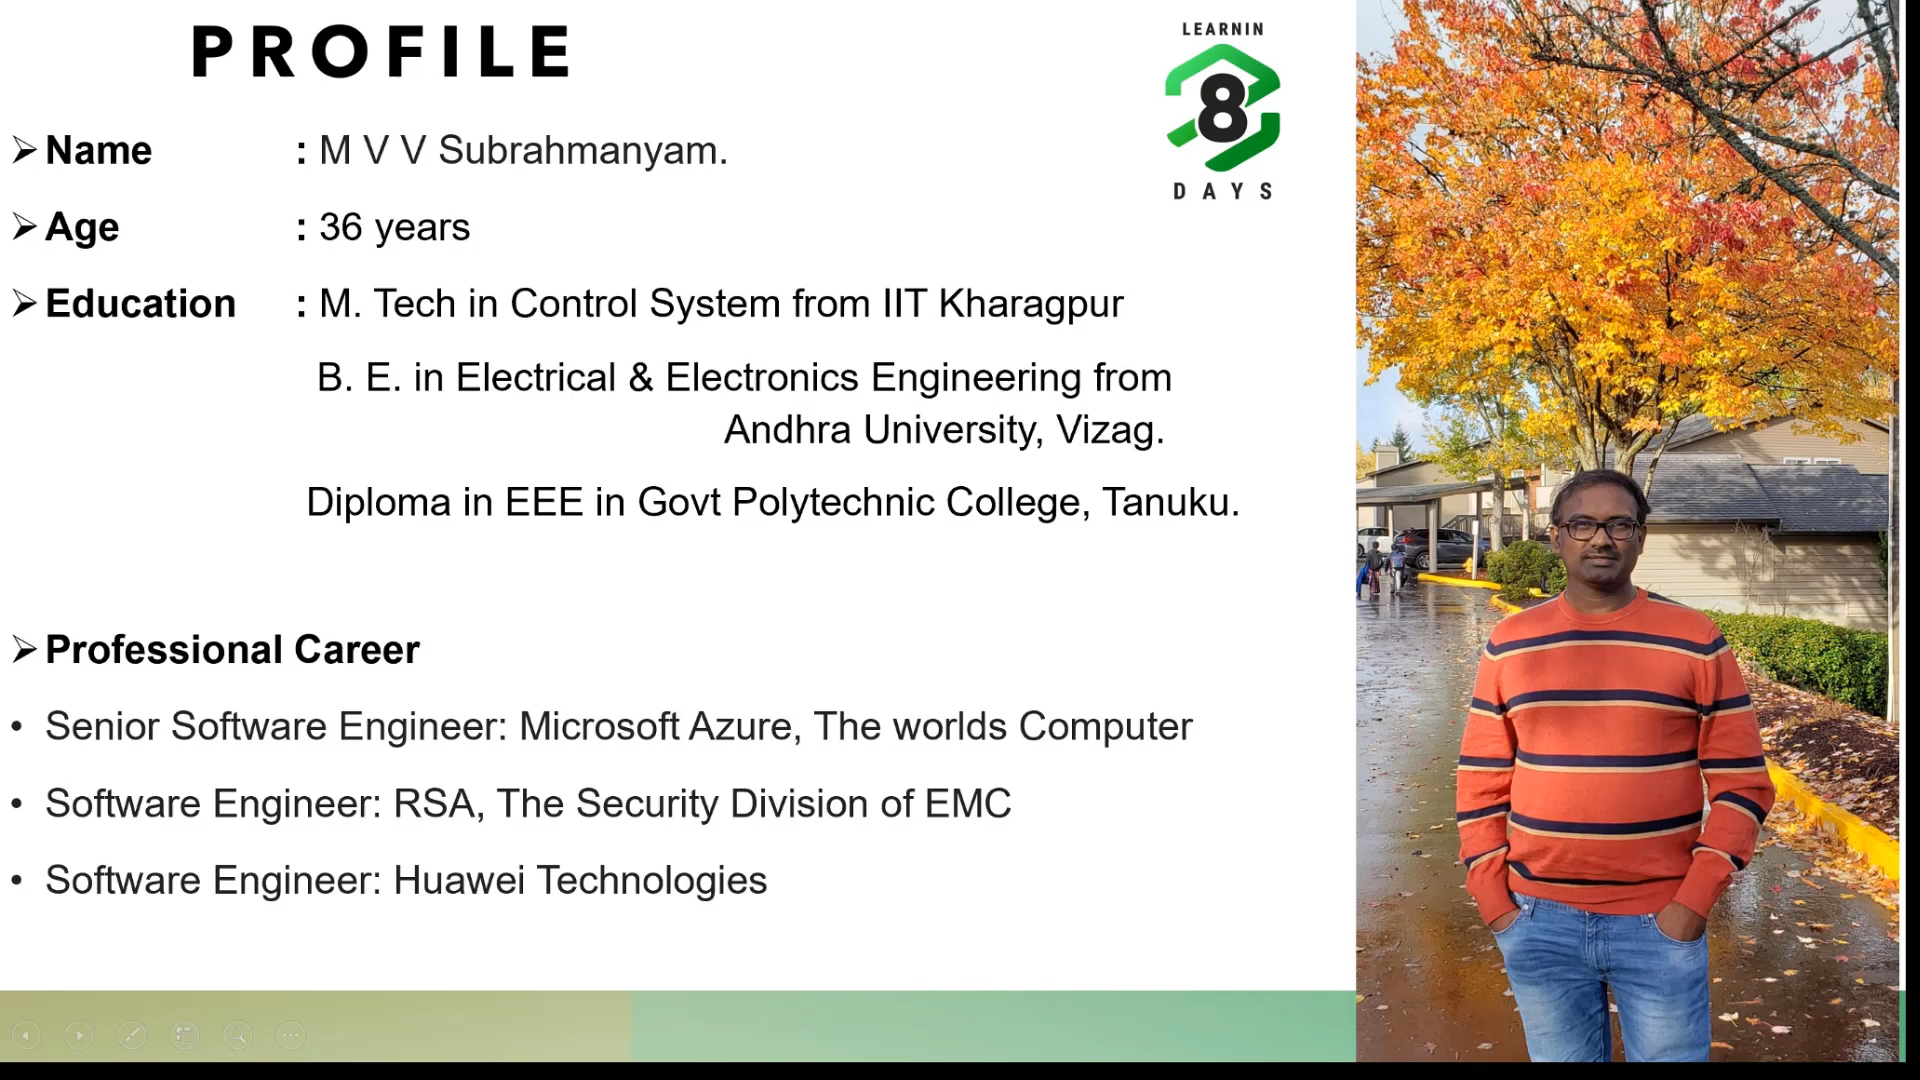 PROFILE
LEARNIN
8
DAYS
➢ Name : M V V Subrahmanyam.
➢ Age : 36 years
➢ Education : M. Tech in Control System from IIT Kharagpur
B. E. in Electrical & Electronics Engineering from
Andhra University, Vizag.
Diploma in EEE in Govt Polytechnic College, Tanuku.
➢ Professional Career
• Senior Software Engineer: Microsoft Azure, The worlds Computer
• Software Engineer: RSA, The Security Division of EMC
• Software Engineer: Huawei Technologies